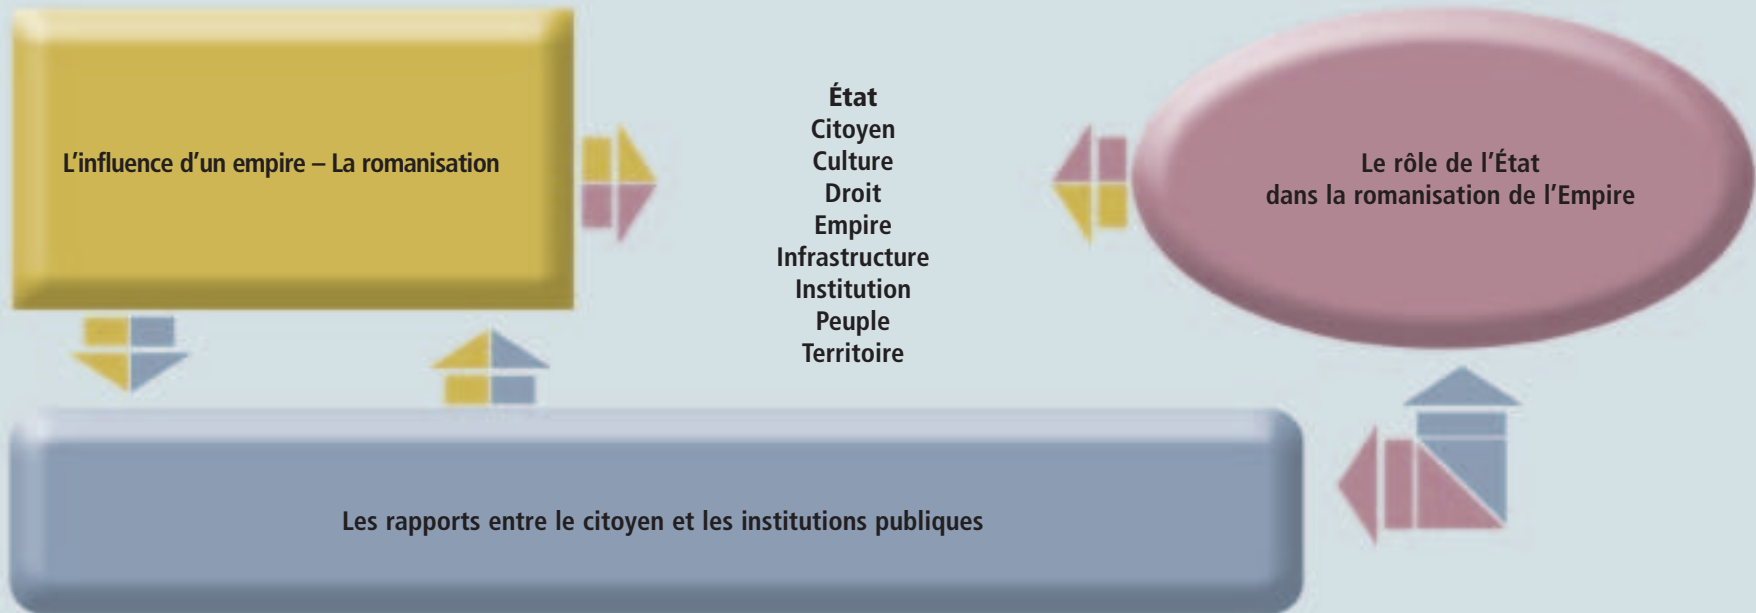 L'influence d'un empire – La romanisation
État
Citoyen
Culture
Droit
Empire
Infrastructure
Institution
Peuple
Territoire
Le rôle de l'État
dans la romanisation de l'Empire
Les rapports entre le citoyen et les institutions publiques